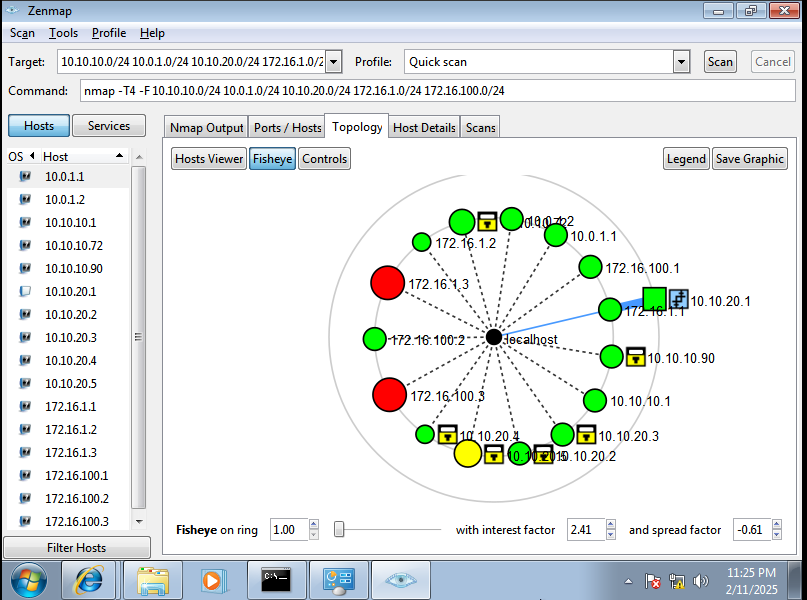 Zenmap
Scan Tools Profile Help
Target: 10.10.10.0/24 10.0.1.0/24 10.10.20.0/24 172.16.1.0/2 Profile: Quick scan Scan Cancel
Command: nmap -T4 -F 10.10.10.0/24 10.0.1.0/24 10.10.20.0/24 172.16.1.0/24 172.16.100.0/24
Hosts Services
Nmap Output Ports / Hosts Topology Host Details Scans
OS Host
10.0.1.1
10.0.1.2
10.10.10.1
10.10.10.72
10.10.10.90
10.10.20.1
10.10.20.2
10.10.20.3
10.10.20.4
10.10.20.5
172.16.1.1
172.16.1.2
172.16.1.3
172.16.100.1
172.16.100.2
172.16.100.3
Filter Hosts
Hosts Viewer Fisheye Controls Legend Save Graphic
172.16.1.2
10.0.1.1
172.16.100.1
172.16.1.3
10.10.20.1
172.16.1.1
172.16.100.2
localhost
10.10.10.90
172.16.100.3
10.10.10.1
10.10.20.4
10.10.20.3
10.10.20.2
Fisheye on ring 1.00 with interest factor 2.41 and spread factor -0.61
C:\
11:25 PM
2/11/2025